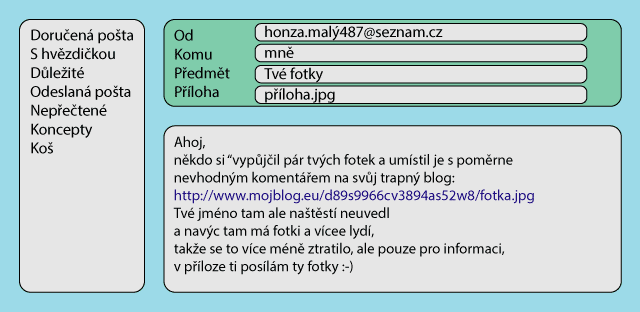 Doručená pošta
S hvězdičkou
Důležité
Odeslaná pošta
Nepřečtené
Koncepty
Koš
Od honza.malý487@seznam.cz
Komu mně
Předmět Tvé fotky
Příloha příloha.jpg
Ahoj,
někdo si “vypůjčil pár tvých fotek a umístil je s poměrne
nevhodným komentářem na svůj trapný blog:
http://www.mojblog.eu/d89s9966cv3894as52w8/fotka.jpg
Tvé jméno tam ale naštěstí neuvedl
a navýc tam má fotki a vícee lydí,
takže se to více méně ztratilo, ale pouze pro informaci,
v příloze ti posílám ty fotky :-)